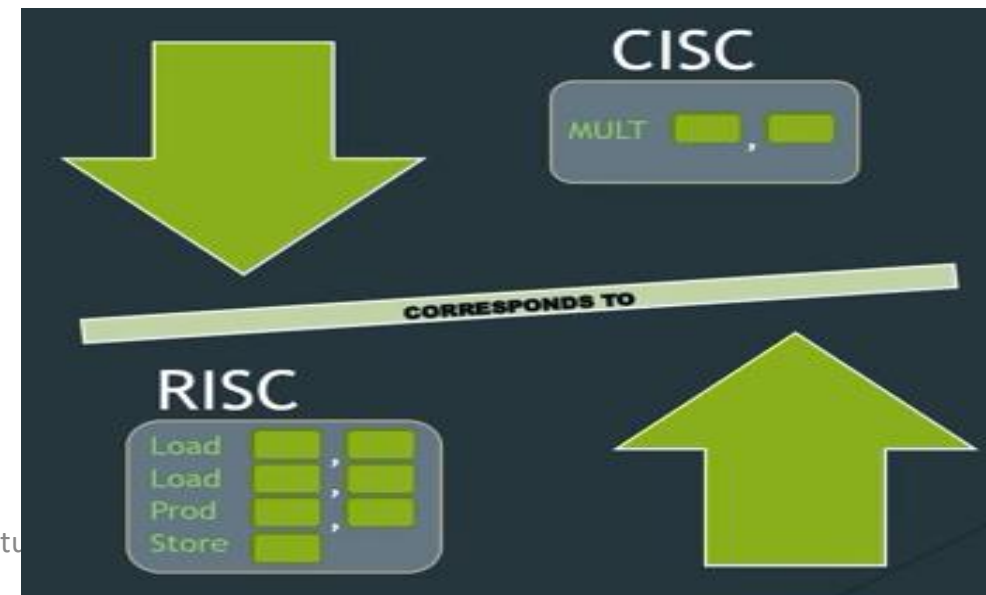 CISC
MULT ,
CORRESPONDS TO
RISC
Load ,
Load ,
Prod ,
Store